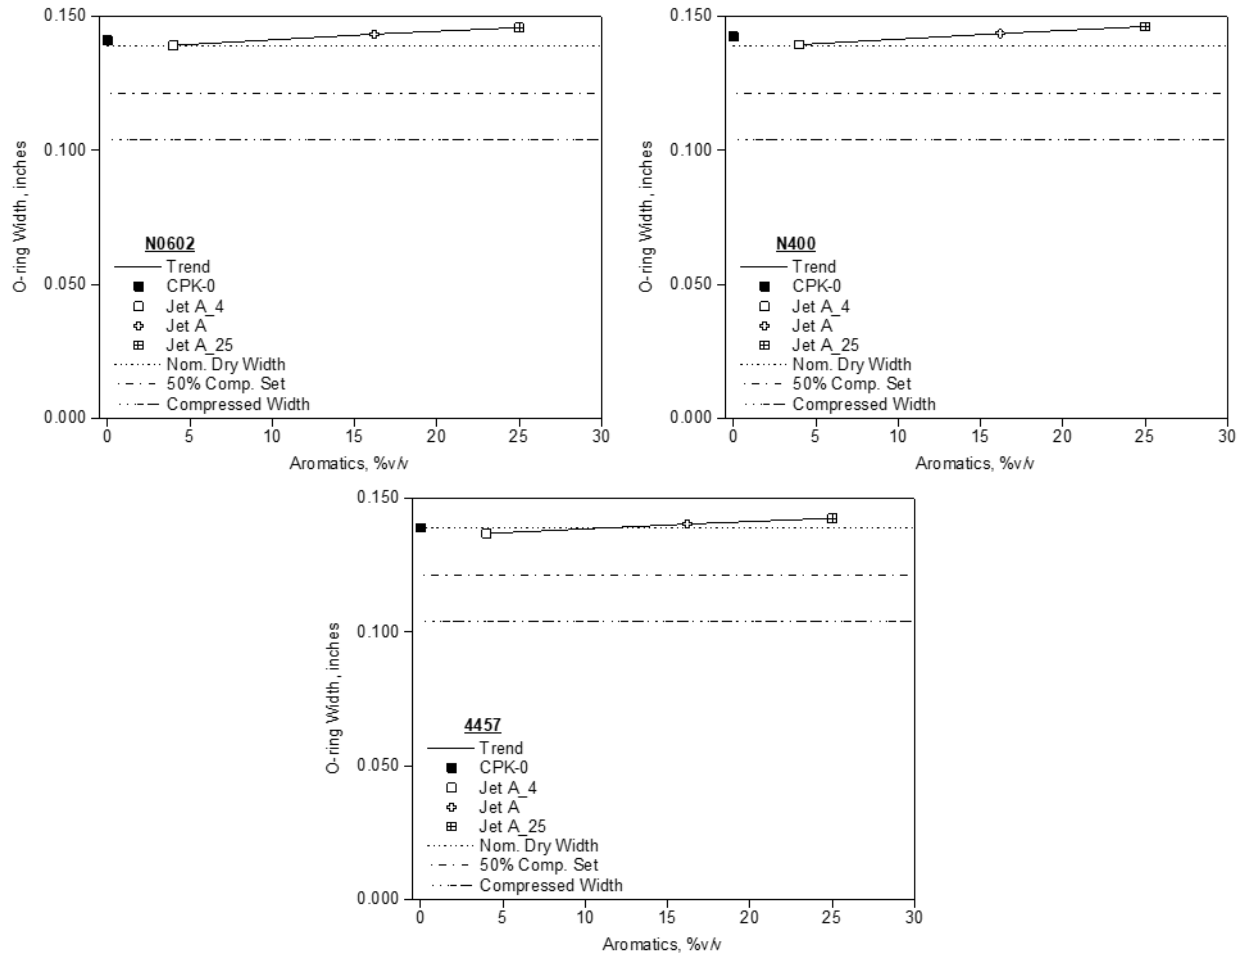 0.150
0.100
0.050
0.000
O-ring Width, inches
N0602
Trend
CPK-0
Jet A_4
Jet A
Jet A_25
Nom. Dry Width
50% Comp. Set
Compressed Width
0 5 10 15 20 25 30
Aromatics, %v/v
0.150
0.100
0.050
0.000
O-ring Width, inches
N400
Trend
CPK-0
Jet A_4
Jet A
Jet A_25
Nom. Dry Width
50% Comp. Set
Compressed Width
0 5 10 15 20 25 30
Aromatics, %v/v
0.150
0.100
0.050
0.000
O-ring Width, inches
4457
Trend
CPK-0
Jet A_4
Jet A
Jet A_25
Nom. Dry Width
50% Comp. Set
Compressed Width
0 5 10 15 20 25 30
Aromatics, %v/v